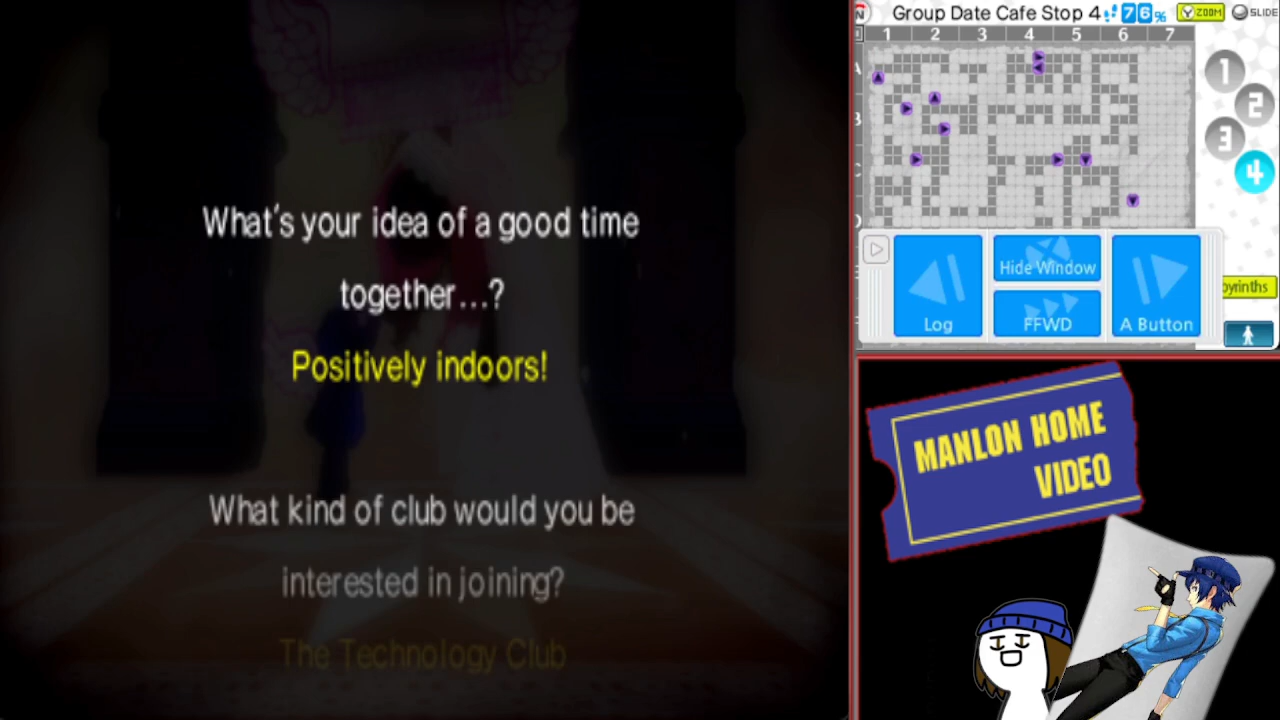 What's your idea of a good time
together...?
Positively indoors!
What kind of club would you be
interested in joining?
The Technology Club
N
Group Date Cafe Stop 4
76%
Y ZOOM
SLIDE
1 2 3 4 5 6 7
A
B
C
D
1
2
3
4
Log
Hide Window
FFWD
A Button
byrinths
MANLON HOME
VIDEO